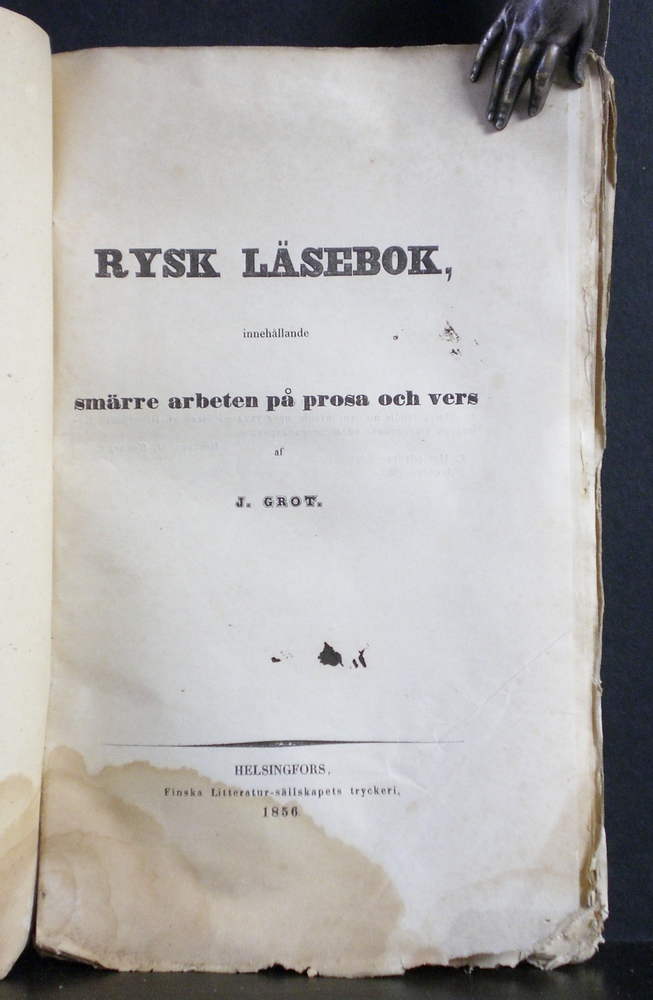 RYSK LÄSEBOK,
innehållande
smärre arbeten på prosa och vers
af
J. GROT.
HELSINGFORS,
Finska Litteratur-sällskapets tryckeri,
1856